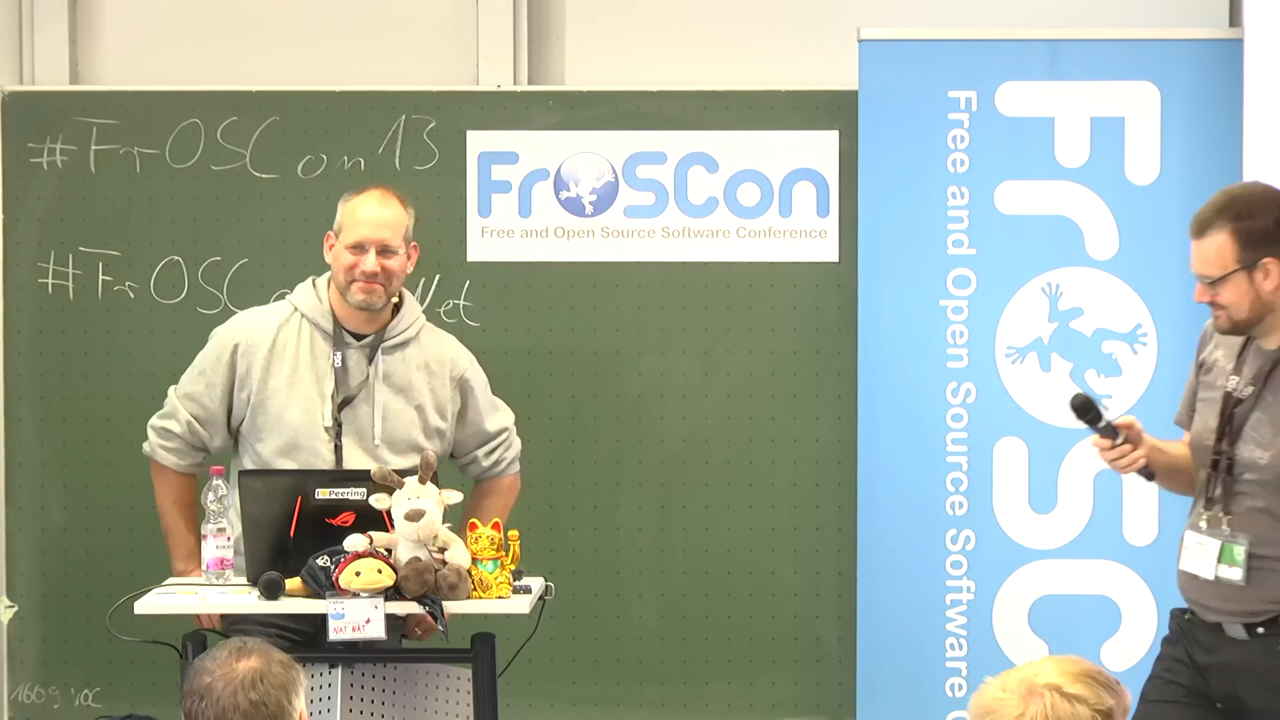 #FrOSCon13
FrOSCon
Free and Open Source Software Conference
#FrOSC
Net
I Peering
NAT NAT
FrOSC
Free and Open Source Software